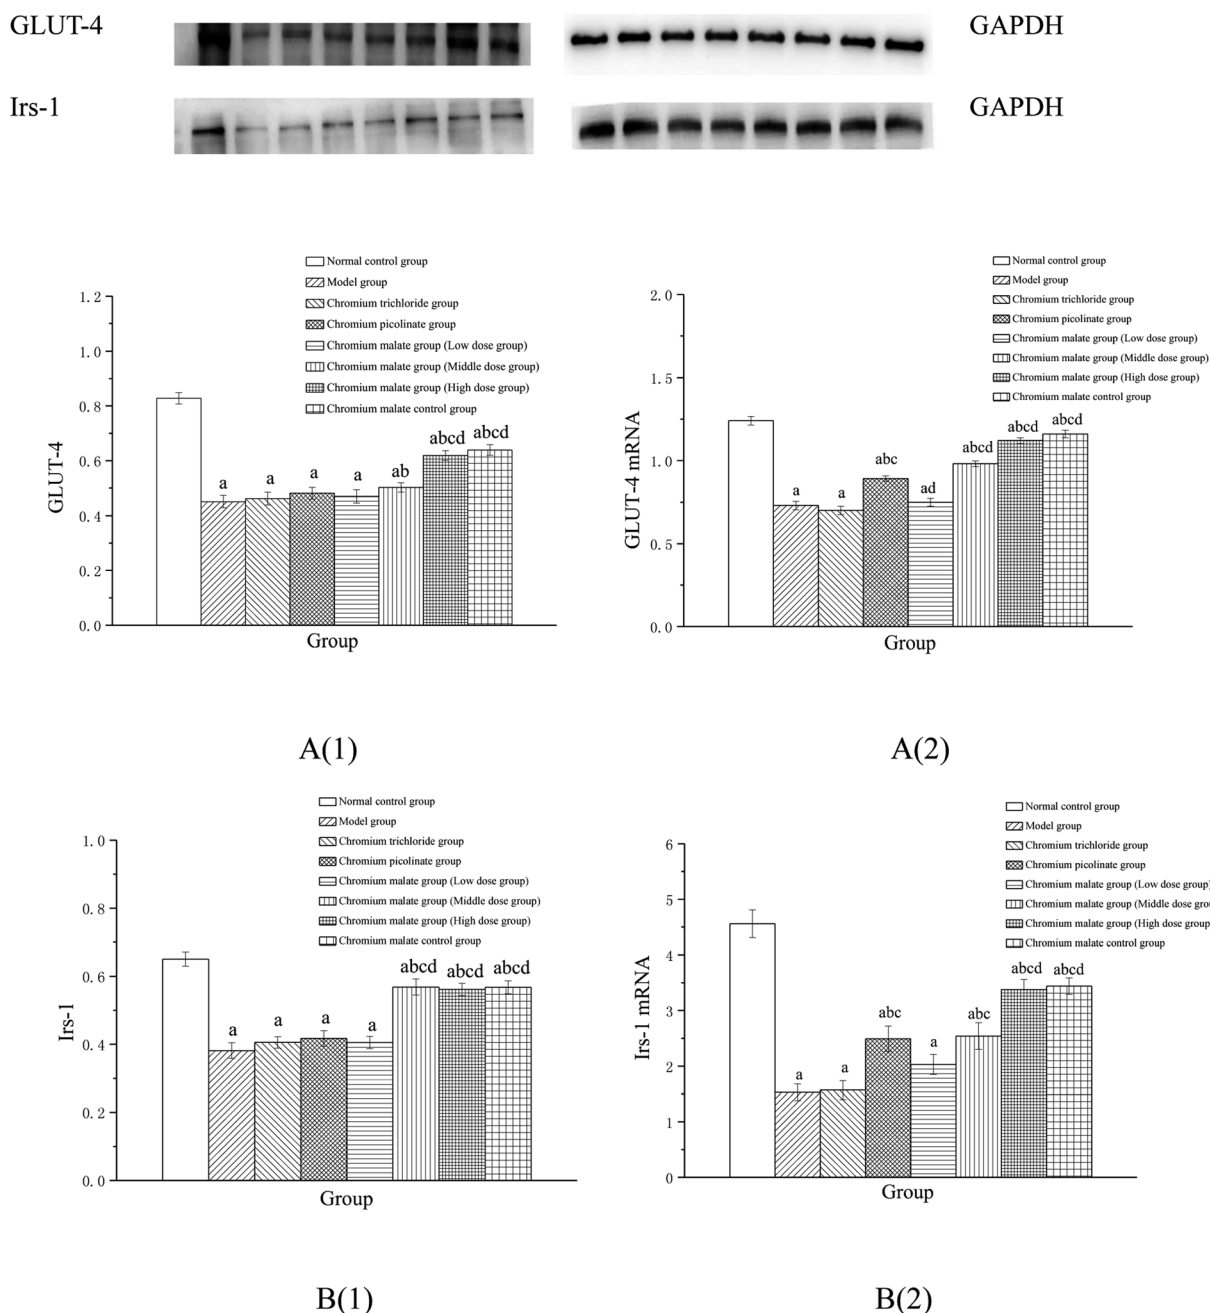 GLUT-4
GAPDH
Irs-1
GAPDH
Normal control group
Model group
Chromium trichloride group
Chromium picolinate group
Chromium malate group (Low dose group)
Chromium malate group (Middle dose group)
Chromium malate group (High dose group)
Chromium malate control group
1.2
1.0
0.8
0.6
0.4
0.2
0.0
GLUT-4
a
a
a
a
ab
abcd
abcd
Group
A(1)
Normal control group
Model group
Chromium trichloride group
Chromium picolinate group
Chromium malate group (Low dose group)
Chromium malate group (Middle dose group)
Chromium malate group (High dose group)
Chromium malate control group
2.0
1.5
1.0
0.5
0.0
GLUT-4 mRNA
a
a
abc
ad
abcd
abcd
abcd
Group
A(2)
Normal control group
Model group
Chromium trichloride group
Chromium picolinate group
Chromium malate group (Low dose group)
Chromium malate group (Middle dose group)
Chromium malate group (High dose group)
Chromium malate control group
1.0
0.8
0.6
0.4
0.2
0.0
Irs-1
a
a
a
a
abcd
abcd
abcd
Group
B(1)
Normal control group
Model group
Chromium trichloride group
Chromium picolinate group
Chromium malate group (Low dose group)
Chromium malate group (Middle dose group
Chromium malate group (High dose group)
Chromium malate control group
6
5
4
3
2
1
0
Irs-1 mRNA
a
a
abc
a
abc
abcd
abcd
Group
B(2)